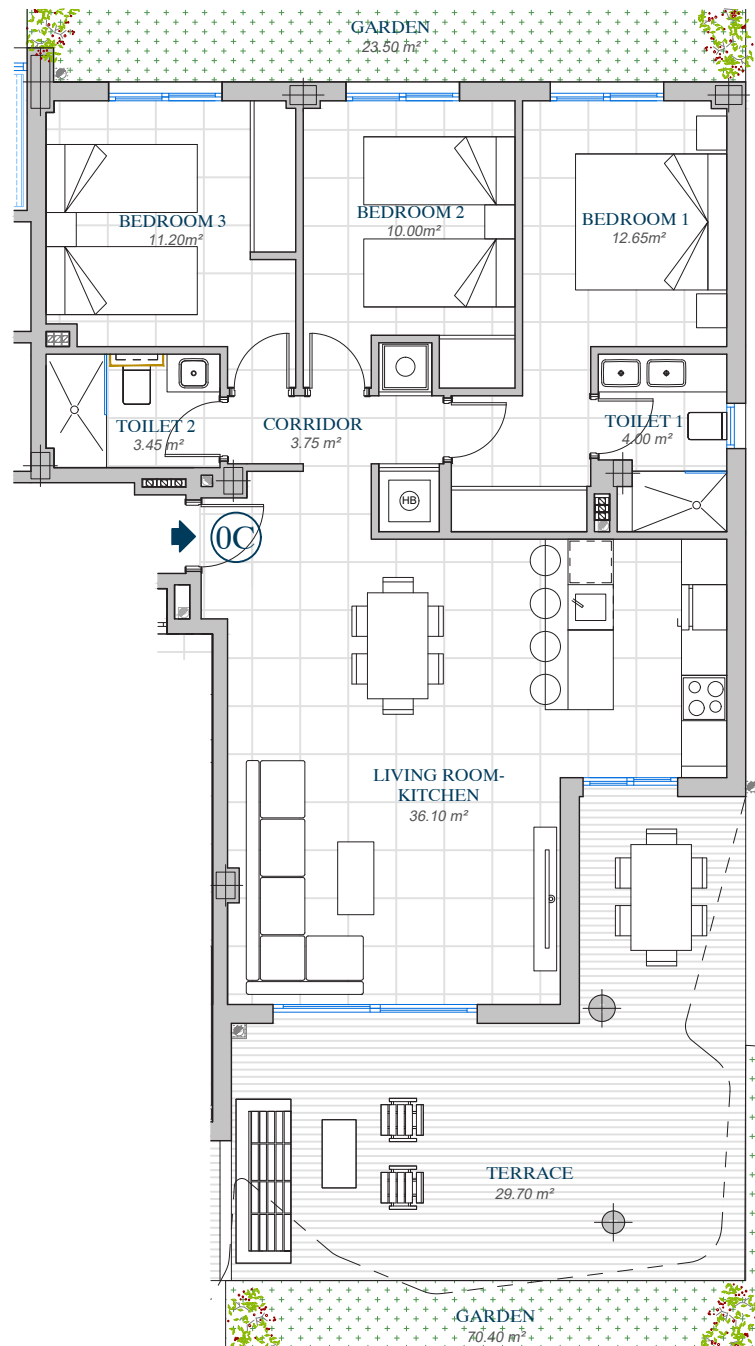 GARDEN
23.50 m²
BEDROOM 3
11.20m²
BEDROOM 2
10.00m²
BEDROOM 1
12.65m²
TOILET 2
3.45 m²
CORRIDOR
3.75 m²
TOILET 1
4.00 m²
HB
0C
LIVING ROOM-
KITCHEN
36.10 m²
TERRACE
29.70 m²
GARDEN
70.40 m²